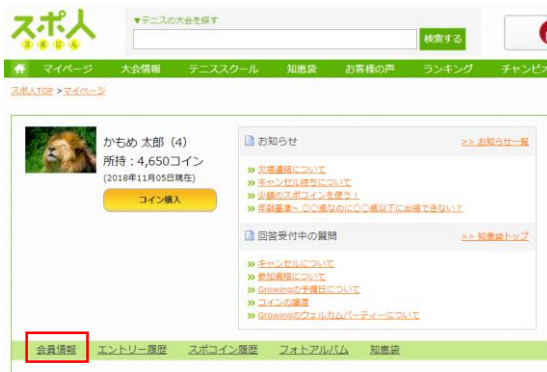 スポ人
スポじん
▼テニスの大会を探す
検索する
マイページ 大会情報 テニススクール 知恵袋 お客様の声 ランキング チャンピオ
スポ人TOP >マイページ
かもめ 太郎（4）
所持：4,650コイン
(2018年11月05日現在)
コイン購入
お知らせ >> お知らせ一覧
欠場連絡について
キャンセル待ちについて
少額のスポコインを使う！
年齢基準～ 〇〇歳なのに〇〇歳以下に出場できない？
回答受付中の質問 >> 知恵袋トップ
キャンセルについて
参加資格について
Growingの予備日について
コインの譲渡
Growingのウェルカムパーティーについて
会員情報 エントリー履歴 スポコイン履歴 フォトアルバム 知恵袋